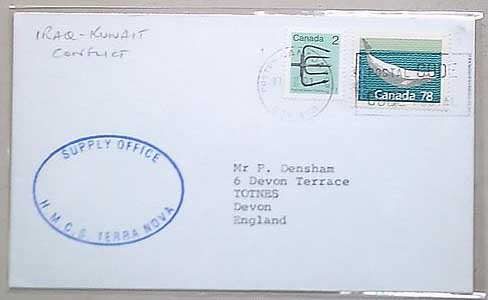 IRAQ-KUWAIT
CONFLICT
Canada 2
Canada 78
POSTAL CODE
SUPPLY OFFICE
H.M.C.S. TERRA NOVA
Mr P. Densham
6 Devon Terrace
TOTNES
Devon
England